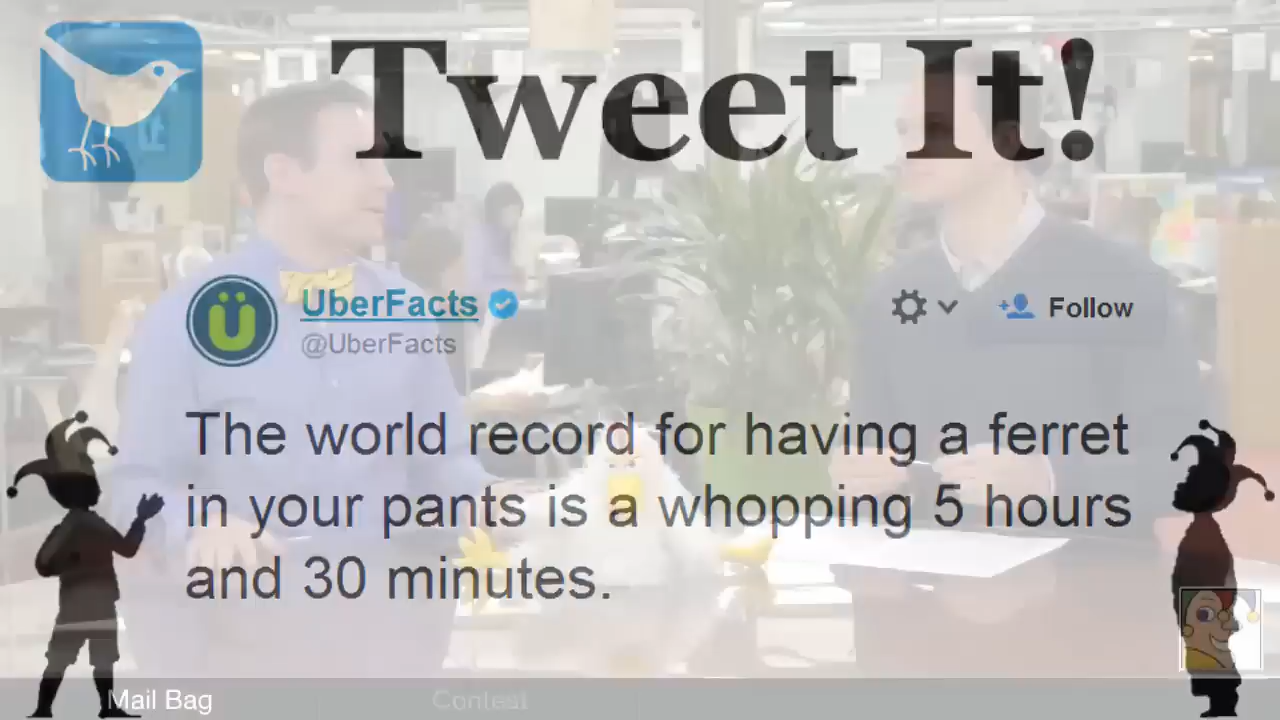 Tweet It!
UberFacts
@UberFacts
Follow
The world record for having a ferret
in your pants is a whopping 5 hours
and 30 minutes.
Mail Bag
Contest